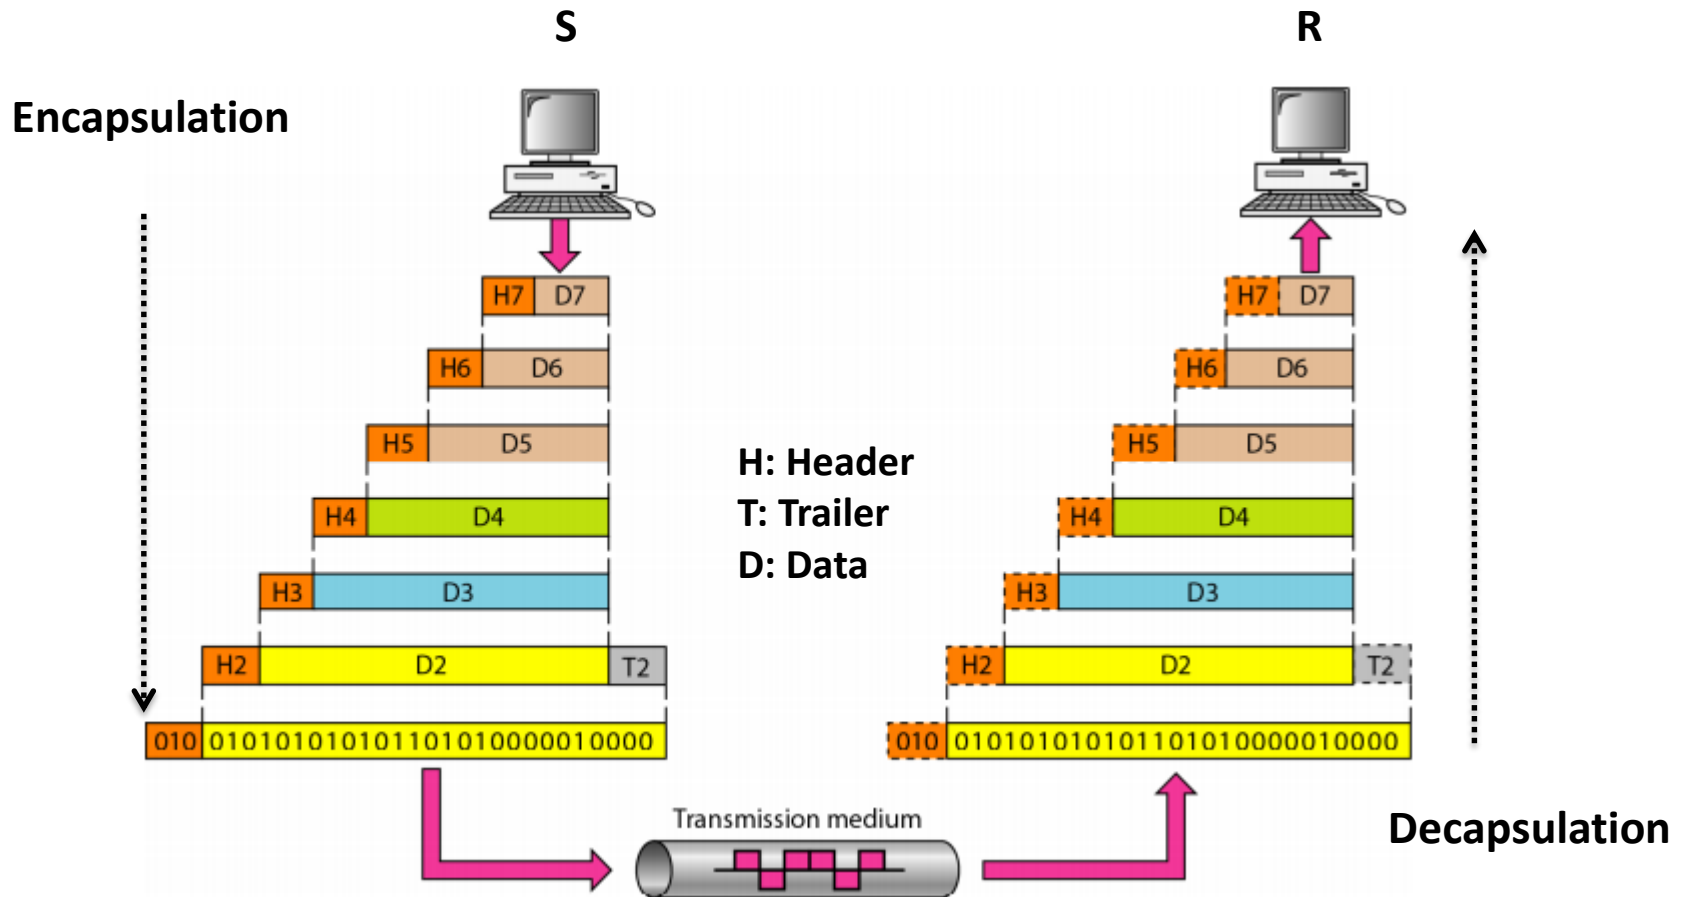 S
R
Encapsulation
H7 D7
H7 D7
H6 D6
H6 D6
H5 D5
H5 D5
H: Header
T: Trailer
D: Data
H4 D4
H4 D4
H3 D3
H3 D3
H2 D2 T2
H2 D2 T2
010 010101010101101010000010000
010 010101010101101010000010000
Transmission medium
Decapsulation